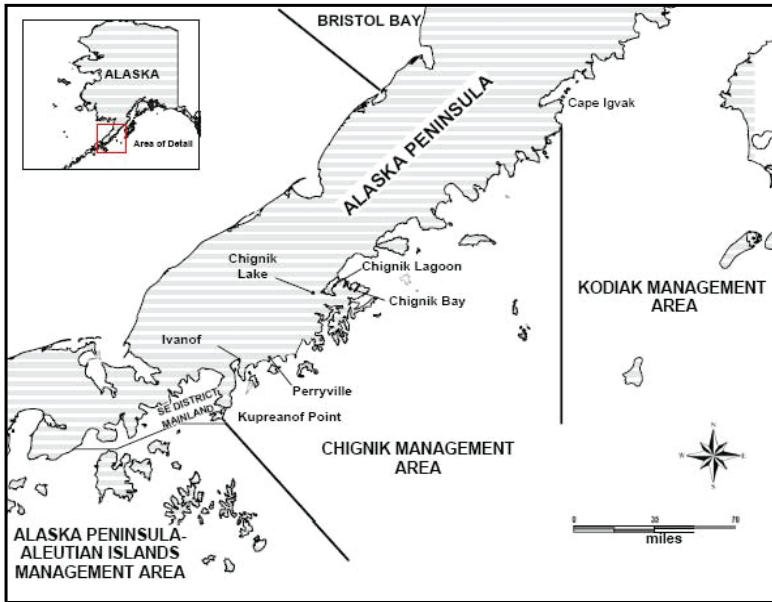 BRISTOL BAY
ALASKA
Area of Detail
ALASKA PENINSULA
Cape Igvak
Chignik
Lake
Chignik Lagoon
Chignik Bay
KODIAK MANAGEMENT
AREA
Ivanof
Perryville
SE DISTRICT
MAINLAND
Kupreanof Point
CHIGNIK MANAGEMENT
AREA
N
W
E
S
ALASKA PENINSULA-
ALEUTIAN ISLANDS
MANAGEMENT AREA
0 35 70
miles